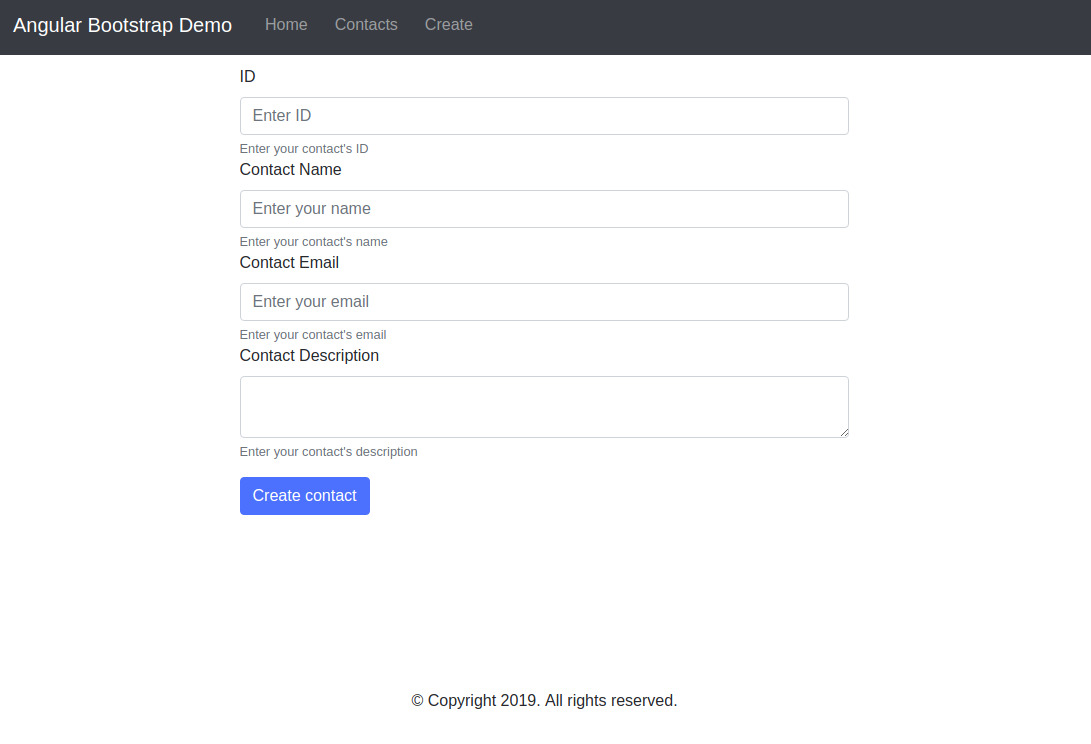 Angular Bootstrap Demo Home Contacts Create
ID
Enter ID
Enter your contact's ID
Contact Name
Enter your name
Enter your contact's name
Contact Email
Enter your email
Enter your contact's email
Contact Description
Enter your contact's description
Create contact
© Copyright 2019. All rights reserved.